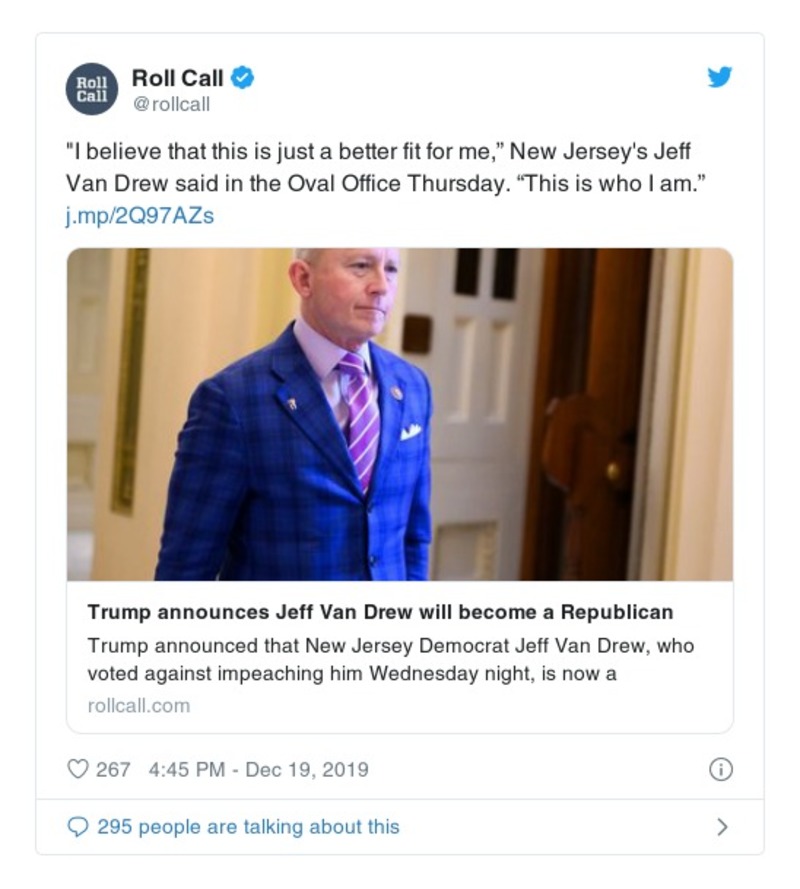 Roll Call
Roll Call
@rollcall
"I believe that this is just a better fit for me,” New Jersey's Jeff
Van Drew said in the Oval Office Thursday. “This is who I am.”
j.mp/2Q97AZs
Trump announces Jeff Van Drew will become a Republican
Trump announced that New Jersey Democrat Jeff Van Drew, who
voted against impeaching him Wednesday night, is now a
rollcall.com
267 4:45 PM - Dec 19, 2019
295 people are talking about this